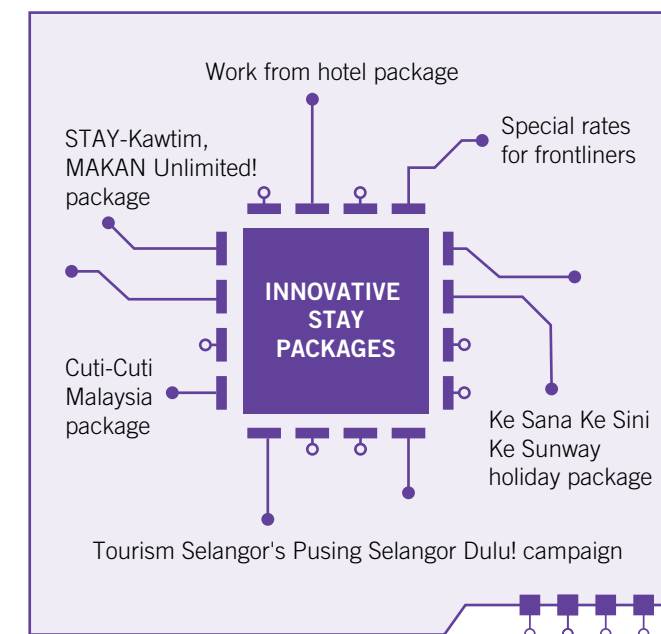 Work from hotel package
STAY-Kawtim,
MAKAN Unlimited!
package
Special rates
for frontliners
INNOVATIVE
STAY
PACKAGES
Cuti-Cuti
Malaysia
package
Ke Sana Ke Sini
Ke Sunway
holiday package
Tourism Selangor's Pusing Selangor Dulu! campaign